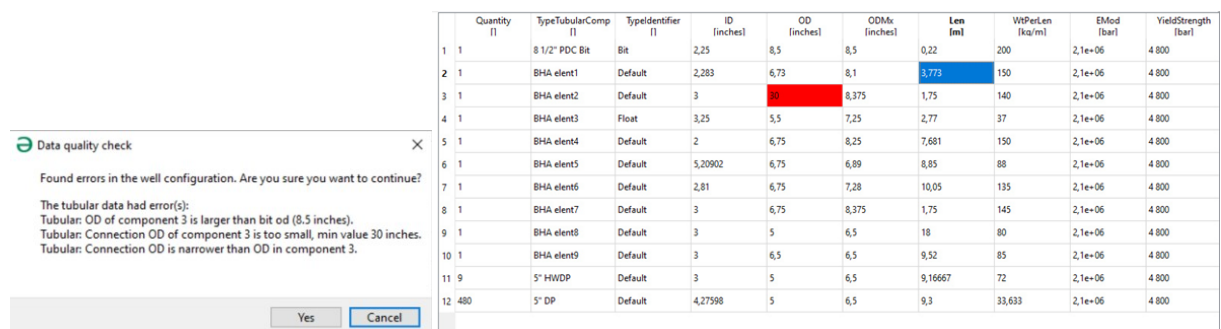 Data quality check
Found errors in the well configuration. Are you sure you want to continue?
The tubular data had error(s):
Tubular: OD of component 3 is larger than bit od (8.5 inches).
Tubular: Connection OD of component 3 is too small, min value 30 inches.
Tubular: Connection OD is narrower than OD in component 3.
Yes Cancel
Quantity TypeTubularComp TypeIdentifier ID OD ODMx Len WtPerLen EMod YieldStrength
[] [] [] [inches] [inches] [inches] [m] [kg/m] [bar] [bar]
1 1 8 1/2" PDC Bit Bit 2,25 8,5 8,5 0,22 200 2,1e+06 4 800
2 1 BHA elent1 Default 2,283 6,73 8,1 3,773 150 2,1e+06 4 800
3 1 BHA elent2 Default 3 30 8,375 1,75 140 2,1e+06 4 800
4 1 BHA elent3 Float 3,25 5,5 7,25 2,77 37 2,1e+06 4 800
5 1 BHA elent4 Default 2 6,75 8,25 7,681 150 2,1e+06 4 800
6 1 BHA elent5 Default 5,20902 6,75 6,89 8,85 88 2,1e+06 4 800
7 1 BHA elent6 Default 2,81 6,75 7,28 10,05 135 2,1e+06 4 800
8 1 BHA elent7 Default 3 6,75 8,375 1,75 145 2,1e+06 4 800
9 1 BHA elent8 Default 3 5 6,5 18 80 2,1e+06 4 800
10 1 BHA elent9 Default 3 6,5 6,5 9,52 85 2,1e+06 4 800
11 9 5" HWDP Default 3 5 6,5 9,16667 72 2,1e+06 4 800
12 480 5" DP Default 4,27598 5 6,5 9,3 33,633 2,1e+06 4 800